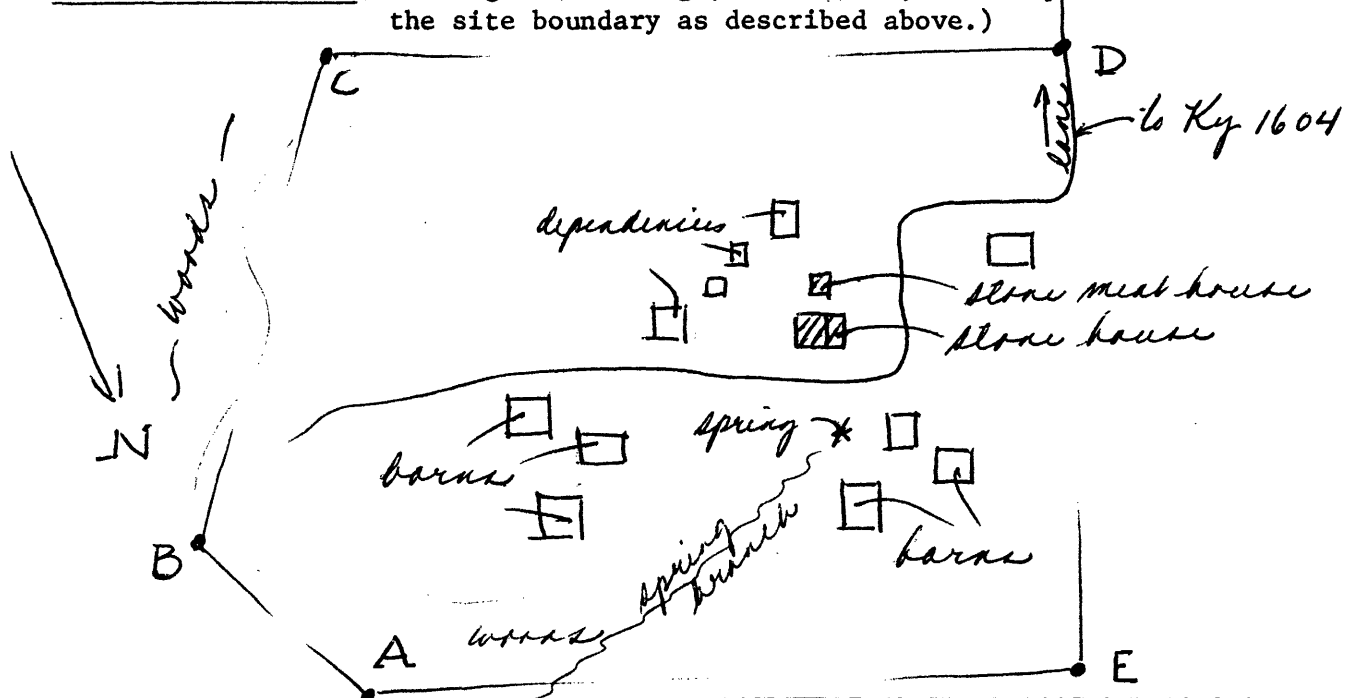 the site boundary as described above.)
C
D
lane
to Ky 1604
woods
dependencies
stone meat house
stone house
N
spring
barns
B
spring
branch
barns
woods
A
E